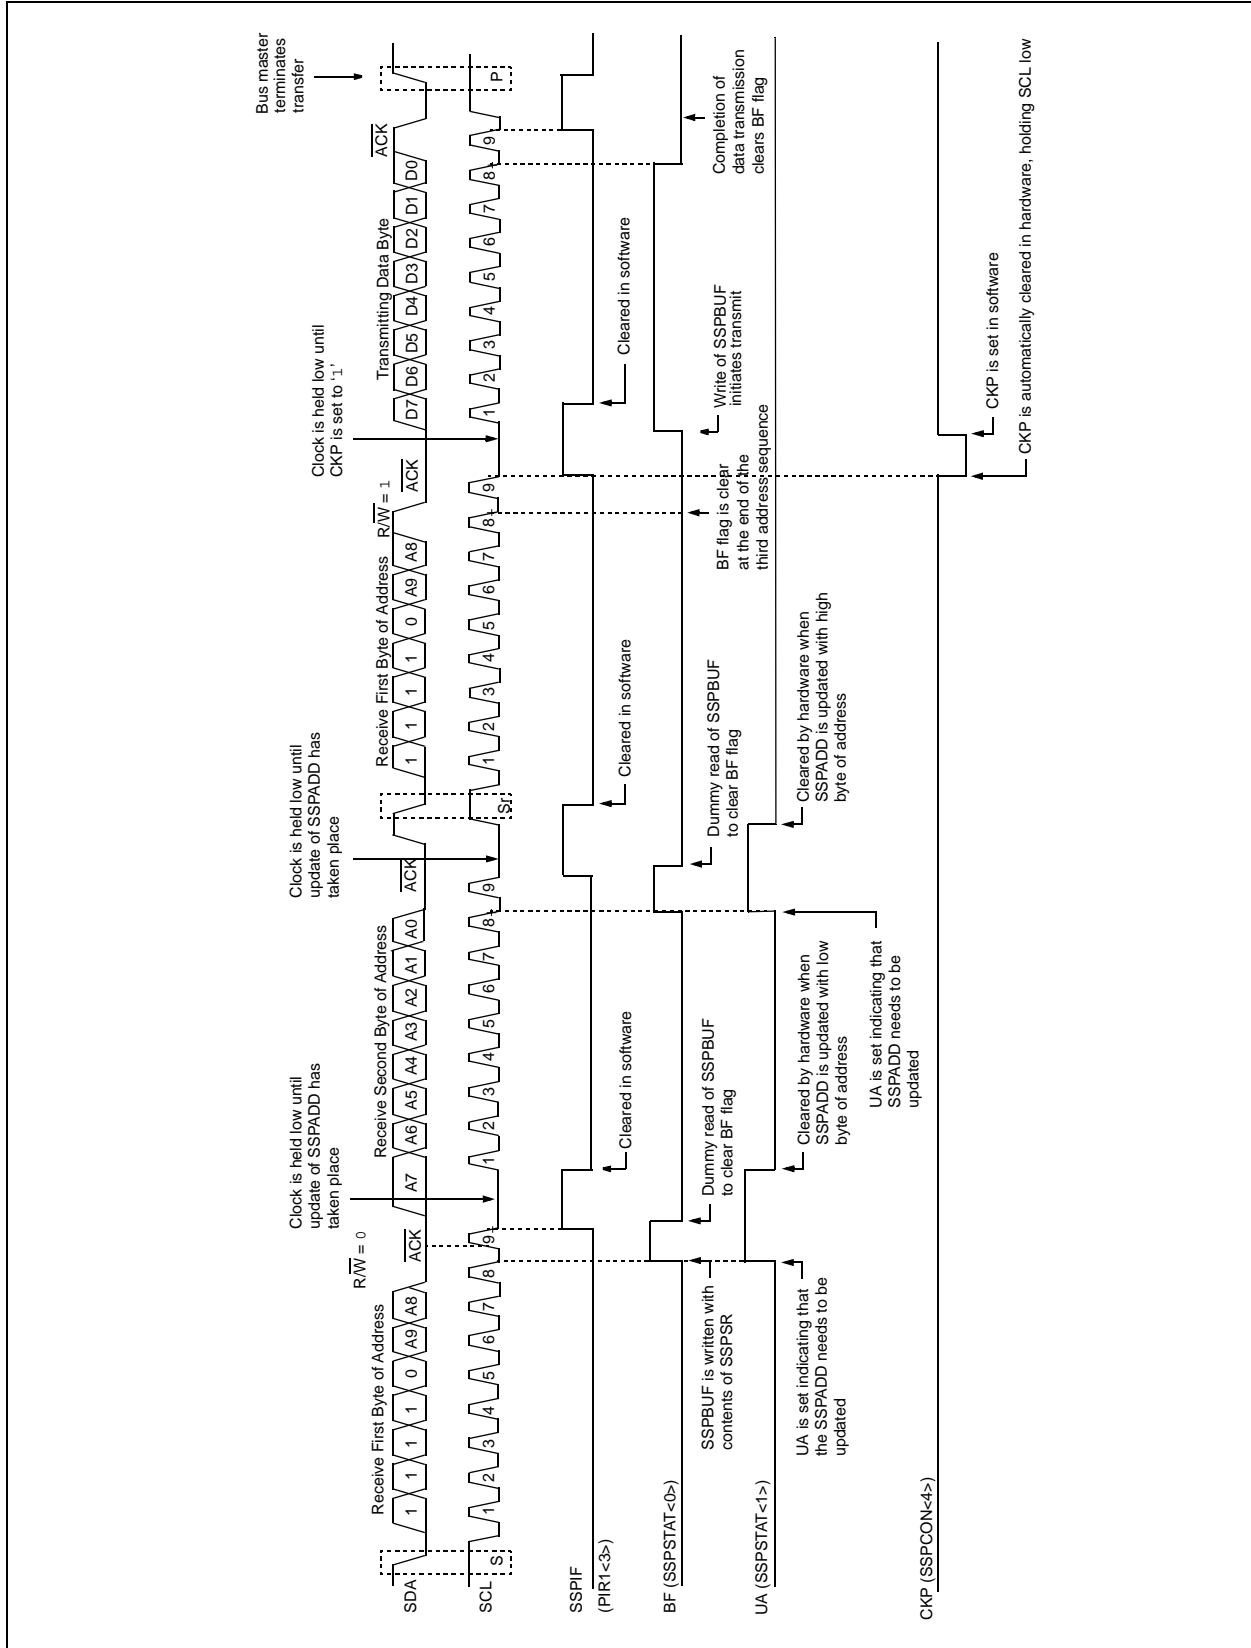 Bus master
terminates
transfer
Clock is held low until
CKP is set to ‘1’
Clock is held low until
update of SSPADD has
taken place
Clock is held low until
update of SSPADD has
taken place
R/W = 0
R/W = 1
Receive First Byte of Address
ACK
Receive Second Byte of Address
ACK
Receive First Byte of Address
ACK
Transmitting Data Byte
ACK
SDA
1 1 1 1 0 A9 A8
A7 A6 A5 A4 A3 A2 A1 A0
1 1 1 1 0 A9 A8
D7 D6 D5 D4 D3 D2 D1 D0
SCL
S
1 2 3 4 5 6 7 8 9
1 2 3 4 5 6 7 8 9
Sr
1 2 3 4 5 6 7 8 9
1 2 3 4 5 6 7 8 9
P
SSPIF
(PIR1<3>)
Cleared in software
Cleared in software
Cleared in software
BF (SSPSTAT<0>)
SSPBUF is written with
contents of SSPSR
Dummy read of SSPBUF
to clear BF flag
Dummy read of SSPBUF
to clear BF flag
BF flag is clear
at the end of the
third address sequence
Write of SSPBUF
initiates transmit
Completion of
data transmission
clears BF flag
UA (SSPSTAT<1>)
UA is set indicating that
the SSPADD needs to be
updated
Cleared by hardware when
SSPADD is updated with low
byte of address
UA is set indicating that
SSPADD needs to be
updated
Cleared by hardware when
SSPADD is updated with high
byte of address
CKP (SSPCON<4>)
CKP is set in software
CKP is automatically cleared in hardware, holding SCL low